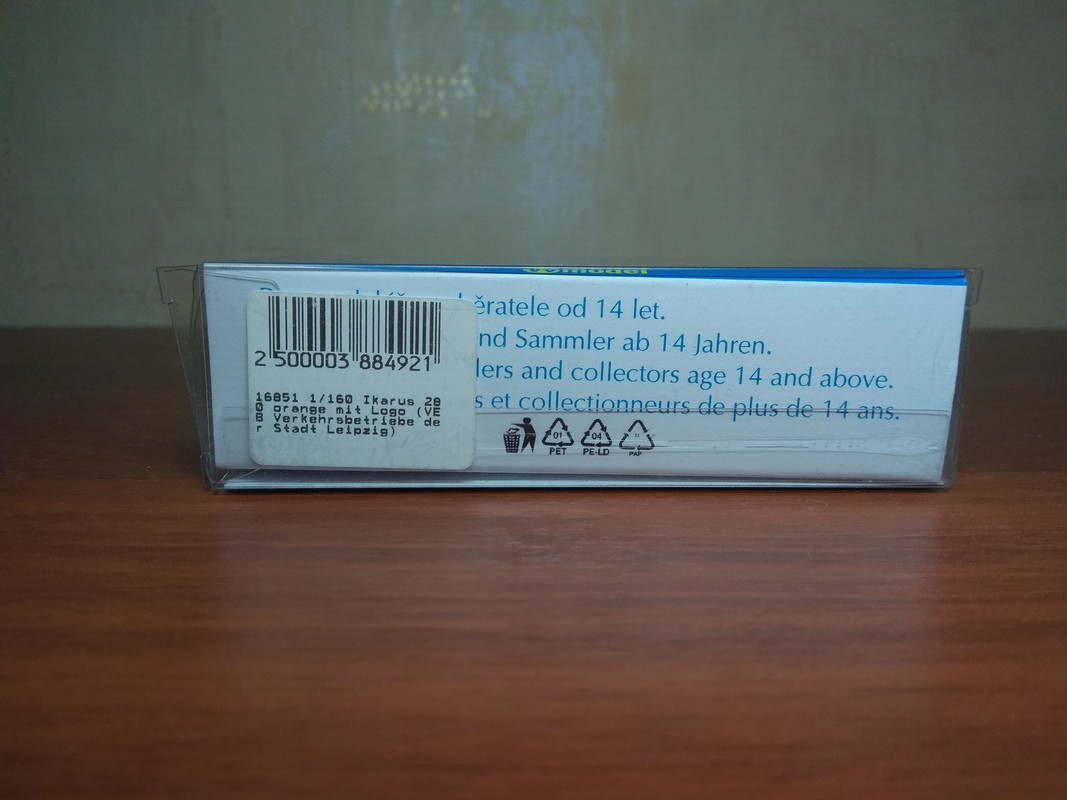 model
ěratele od 14 let.
nd Sammler ab 14 Jahren.
lers and collectors age 14 and above.
s et collectionneurs de plus de 14 ans.
2 500003 884921
16851 1/160 Ikarus 28
0 orange mit Logo (VE
B Verkehrsbetriebe de
r Stadt Leipzig)
01
PET
04
PE-LD
PAP